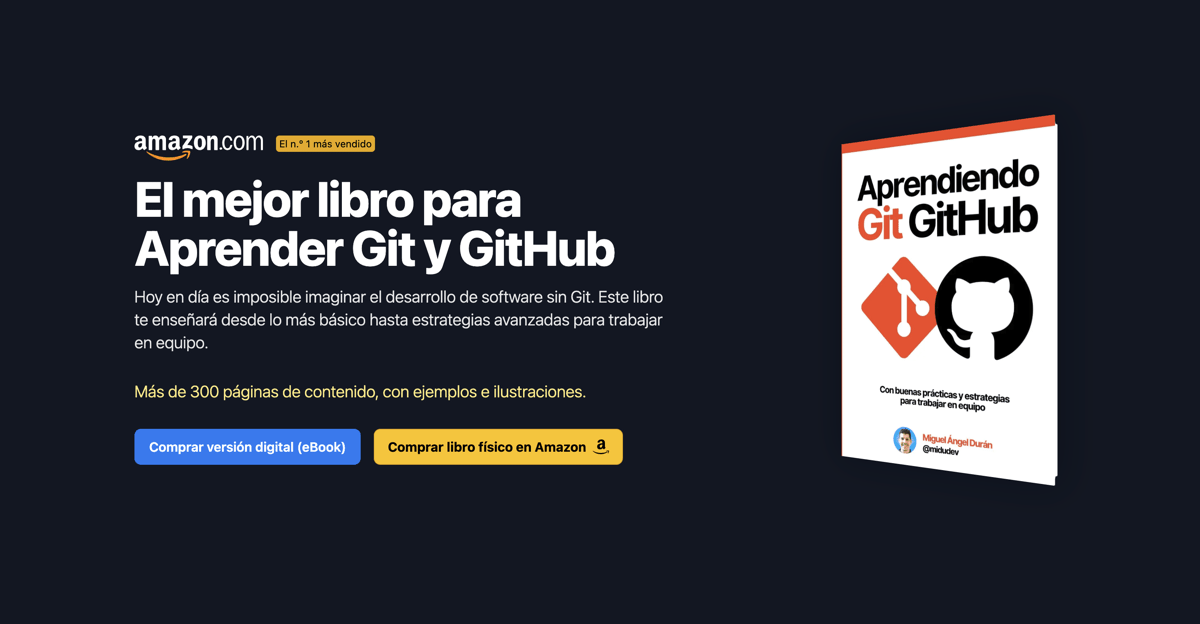 amazon.com
El n.º 1 más vendido
El mejor libro para
Aprender Git y GitHub
Hoy en día es imposible imaginar el desarrollo de software sin Git. Este libro
te enseñará desde lo más básico hasta estrategias avanzadas para trabajar
en equipo.
Más de 300 páginas de contenido, con ejemplos e ilustraciones.
Comprar versión digital (eBook)
Comprar libro físico en Amazon a
Aprendiendo
Git GitHub
Con buenas prácticas y estrategias
para trabajar en equipo
Miguel Ángel Durán
@midudev